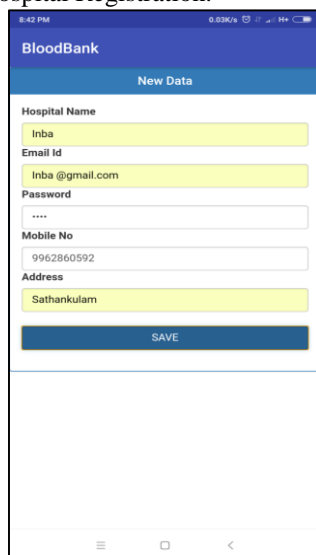 ospital Registration.
8:42 PM 0.03K/s H+
BloodBank
New Data
Hospital Name
Inba
Email Id
Inba @gmail.com
Password
····
Mobile No
9962860592
Address
Sathankulam
SAVE